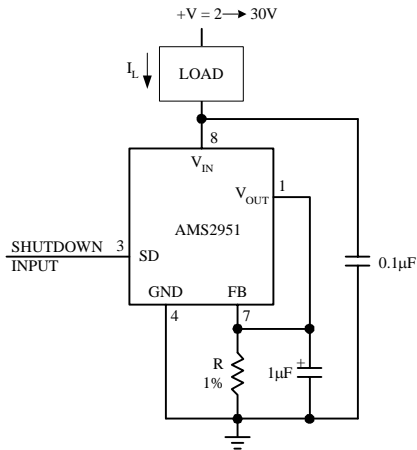 +V = 2→30V
I_L
LOAD
8
V_IN
V_OUT
1
AMS2951
SHUTDOWN
INPUT
3
SD
0.1µF
GND
FB
4
7
R
1%
1µF
+